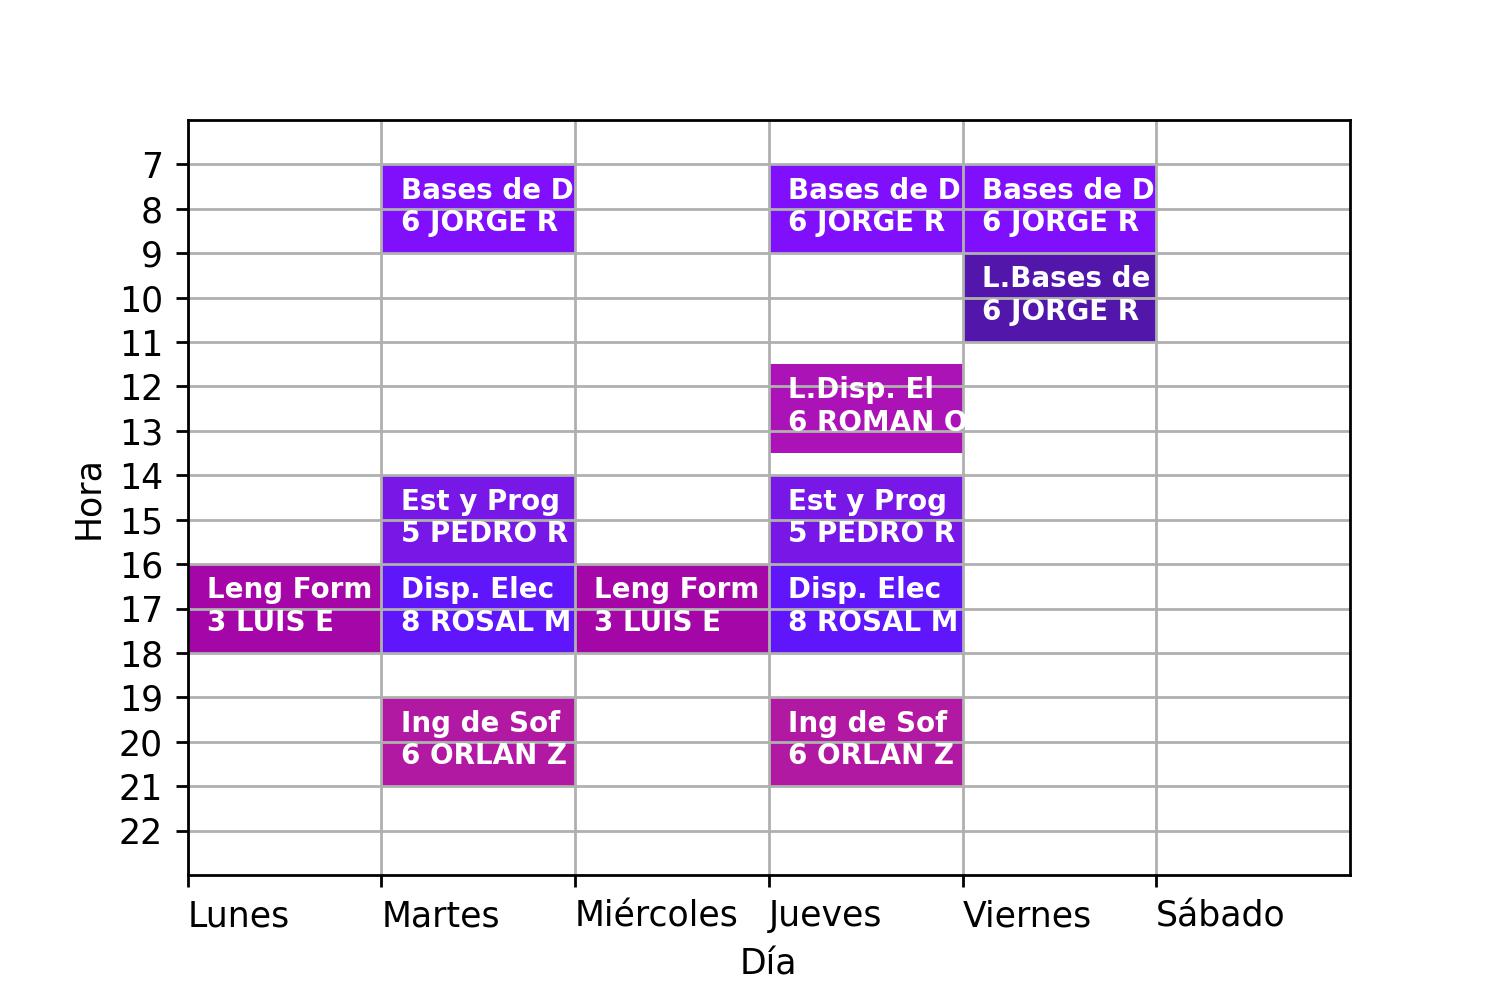 7
Bases de D
Bases de D
Bases de D
8
6 JORGE R
6 JORGE R
6 JORGE R
9
L.Bases de
10
6 JORGE R
11
12
L.Disp. El
6 ROMAN O
13
Hora
14
Est y Prog
Est y Prog
15
5 PEDRO R
5 PEDRO R
16
Leng Form
Disp. Elec
Leng Form
Disp. Elec
17
3 LUIS E
8 ROSAL M
3 LUIS E
8 ROSAL M
18
19
Ing de Sof
Ing de Sof
20
6 ORLAN Z
6 ORLAN Z
21
22
Lunes
Martes
Miércoles
Jueves
Viernes
Sábado
Día